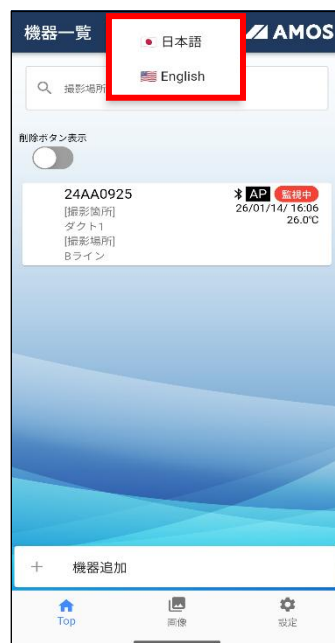 機器一覧
日本語
AMOS
English
撮影場所
削除ボタン表示
24AA0925
AP 監視中
[撮影箇所]
26/01/14/ 16:06
ダクト1
26.0℃
[撮影場所]
Bライン
+ 機器追加
Top
画像
設定